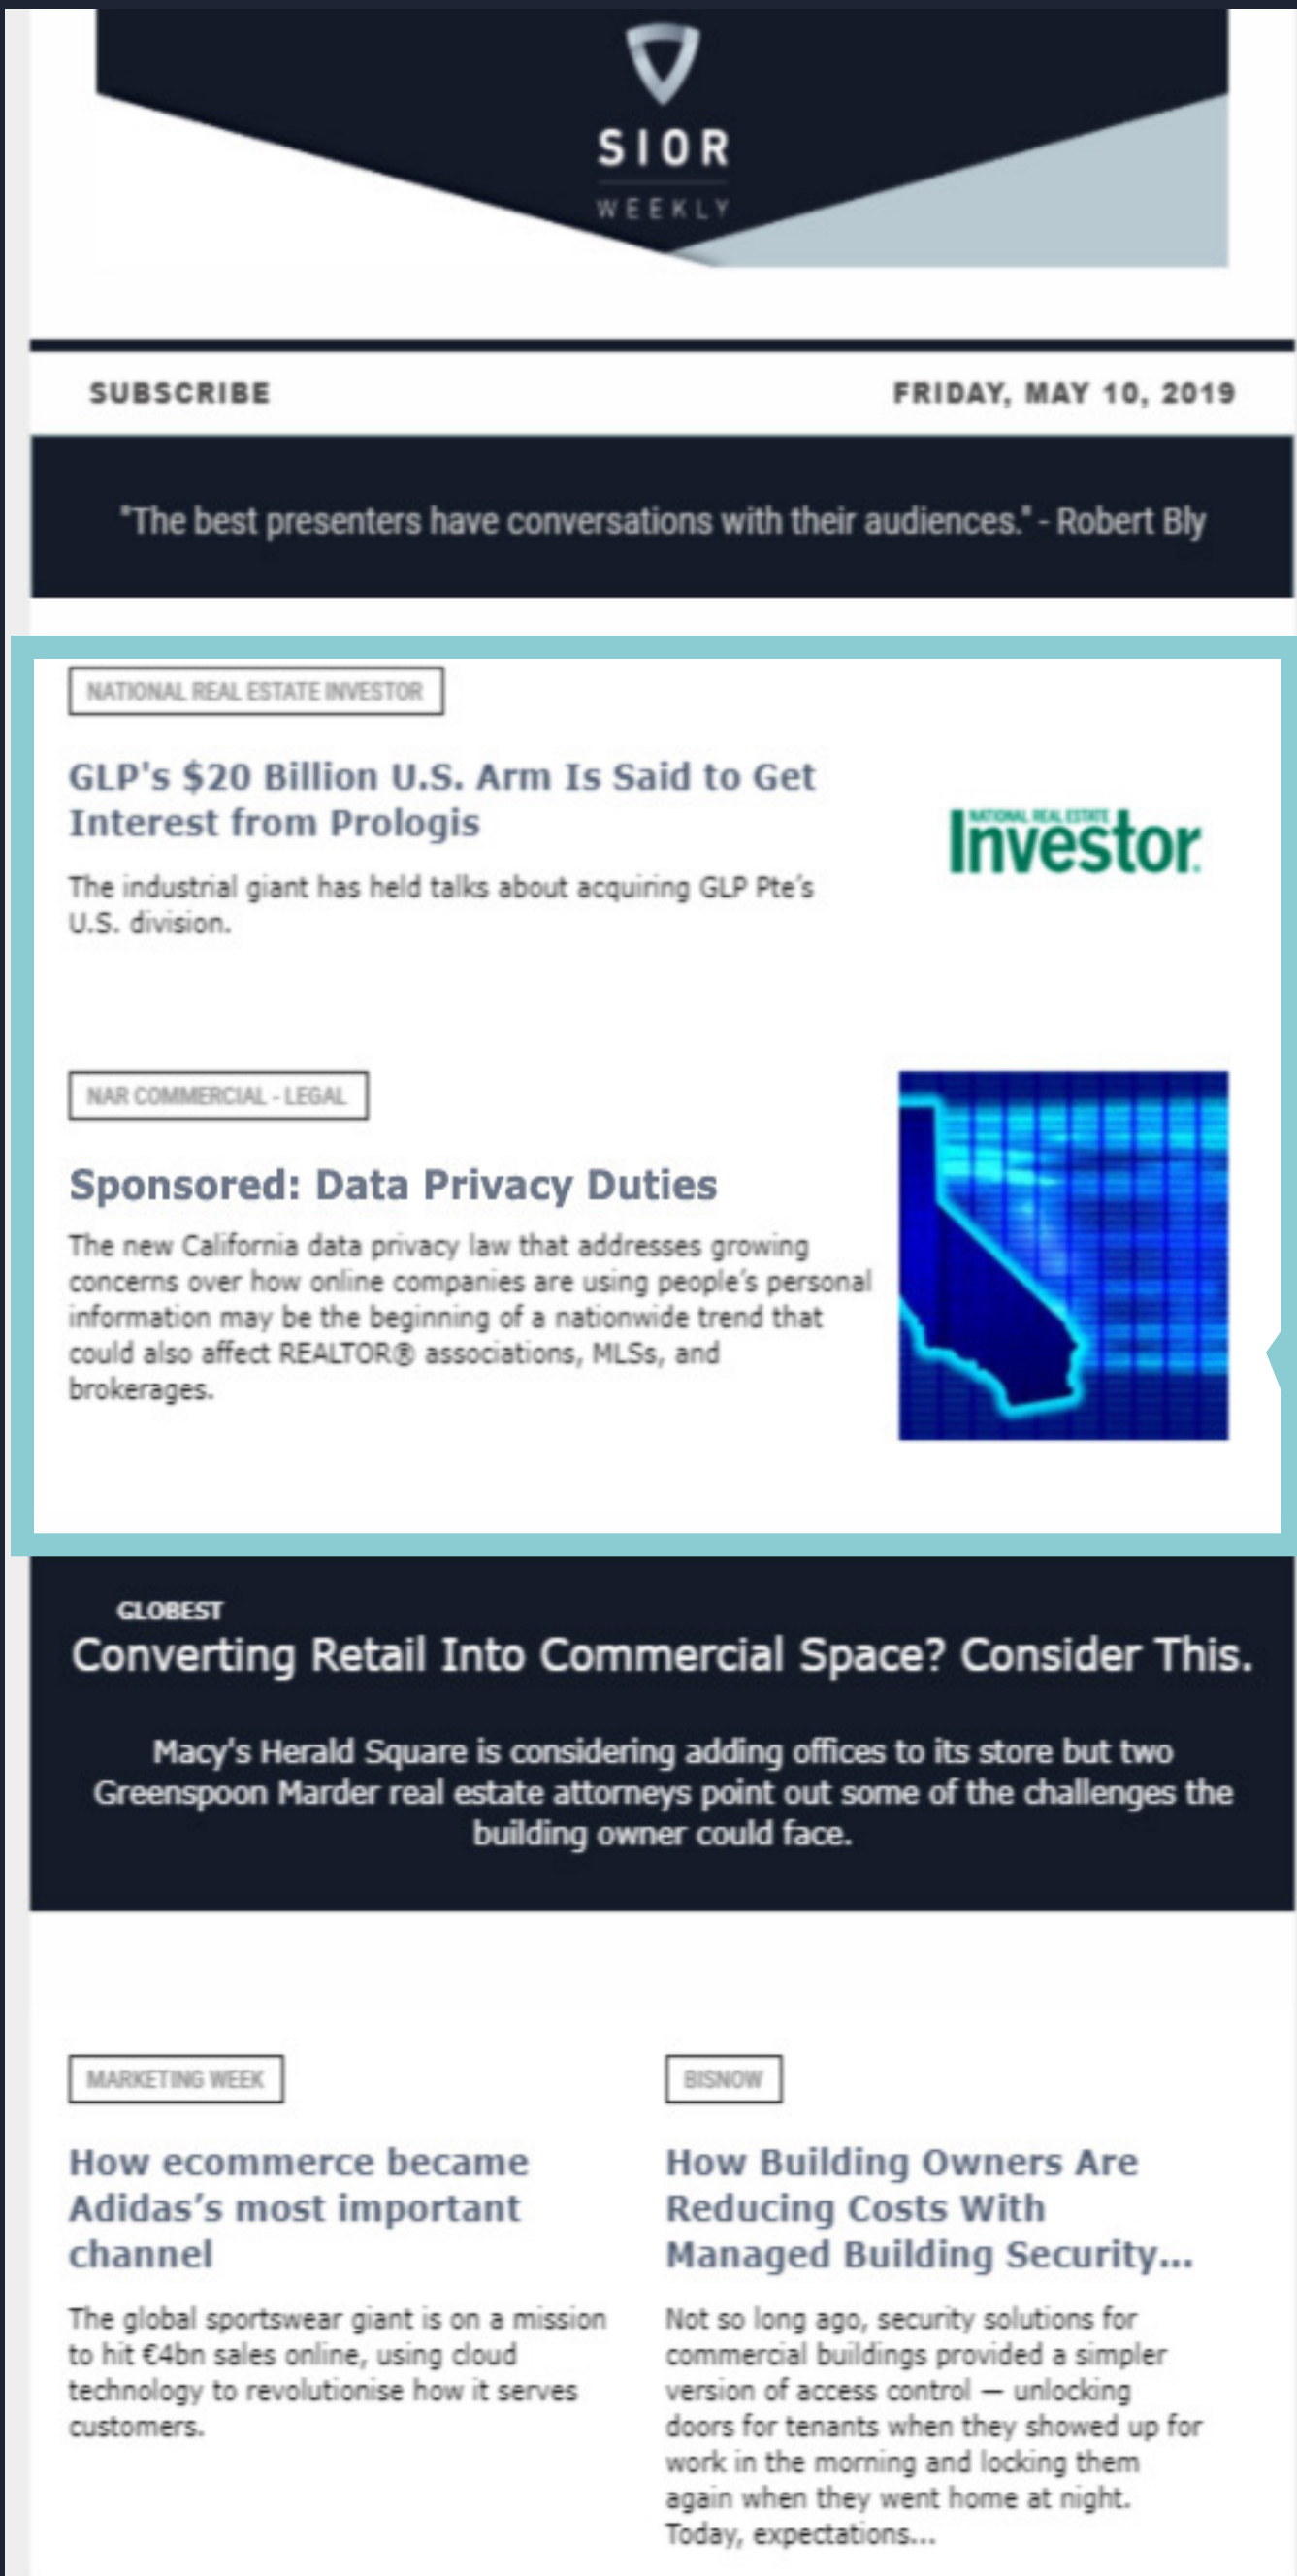 SIOR
WEEKLY
SUBSCRIBE
FRIDAY, MAY 10, 2019
"The best presenters have conversations with their audiences." - Robert Bly
NATIONAL REAL ESTATE INVESTOR
GLP's $20 Billion U.S. Arm Is Said to Get
Interest from Prologis
The industrial giant has held talks about acquiring GLP Pte’s
U.S. division.
NATIONAL REAL ESTATE
Investor
NAR COMMERCIAL - LEGAL
Sponsored: Data Privacy Duties
The new California data privacy law that addresses growing
concerns over how online companies are using people’s personal
information may be the beginning of a nationwide trend that
could also affect REALTOR® associations, MLSs, and
brokerages.
GLOBEST
Converting Retail Into Commercial Space? Consider This.
Macy's Herald Square is considering adding offices to its store but two
Greenspoon Marder real estate attorneys point out some of the challenges the
building owner could face.
MARKETING WEEK
How ecommerce became
Adidas’s most important
channel
The global sportswear giant is on a mission
to hit €4bn sales online, using cloud
technology to revolutionise how it serves
customers.
BISNOW
How Building Owners Are
Reducing Costs With
Managed Building Security...
Not so long ago, security solutions for
commercial buildings provided a simpler
version of access control — unlocking
doors for tenants when they showed up for
work in the morning and locking them
again when they went home at night.
Today, expectations...